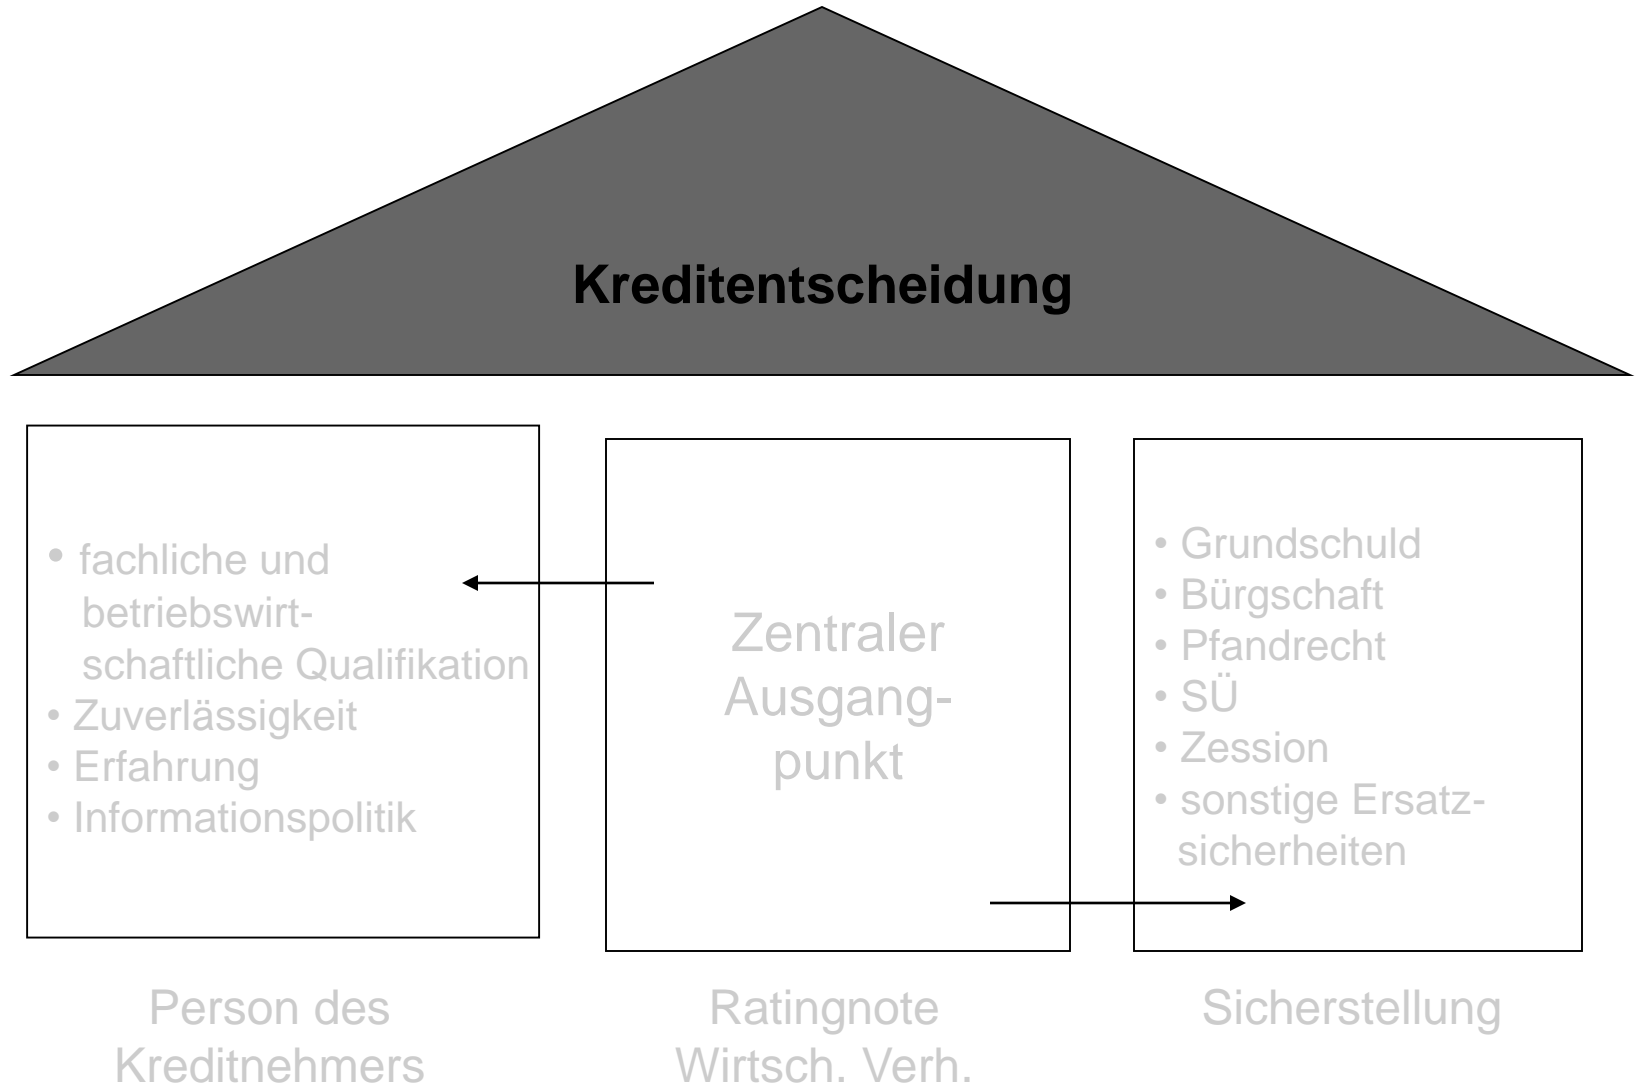 Kreditentscheidung
• fachliche und
betriebswirt-
schaftliche Qualifikation
• Zuverlässigkeit
• Erfahrung
• Informationspolitik
Zentraler
Ausgang-
punkt
• Grundschuld
• Bürgschaft
• Pfandrecht
• SÜ
• Zession
• sonstige Ersatz-
sicherheiten
Person des
Kreditnehmers
Ratingnote
Wirtsch. Verh.
Sicherstellung